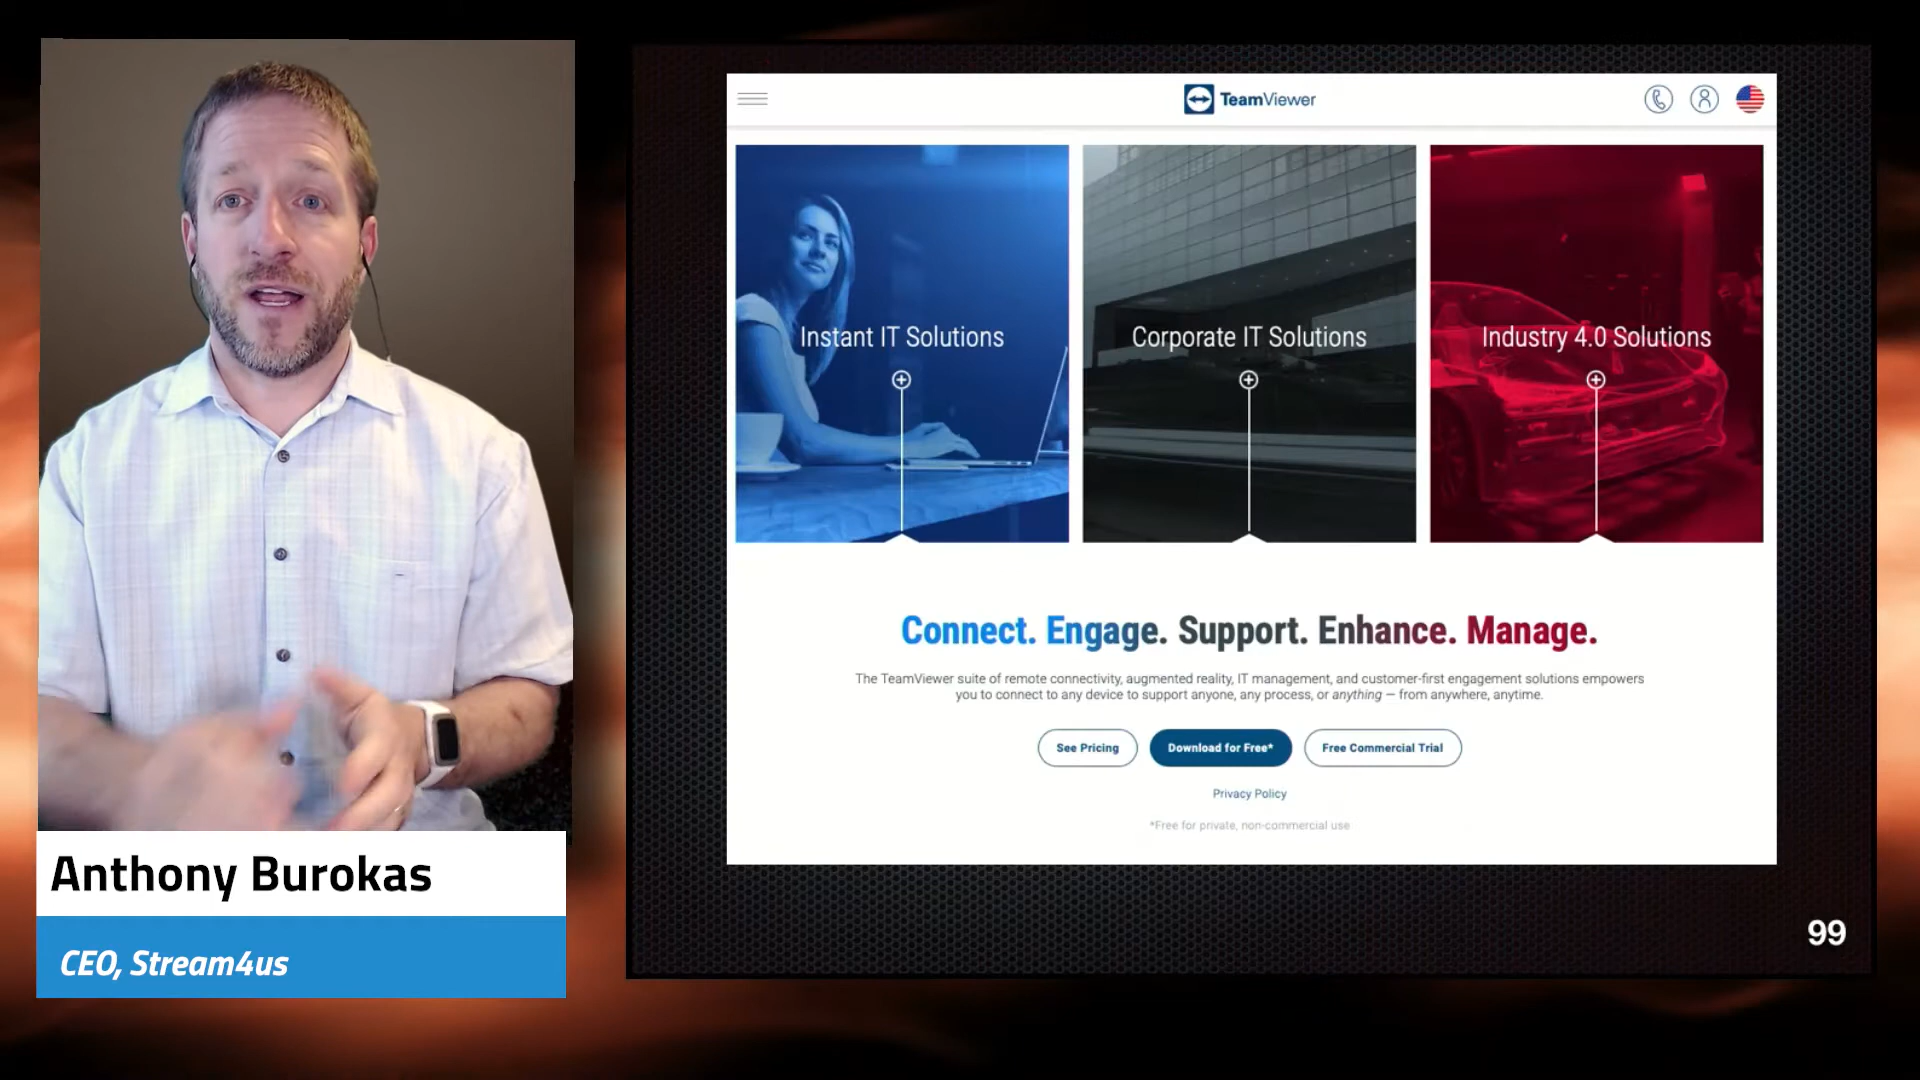 TeamViewer
Instant IT Solutions
Corporate IT Solutions
Industry 4.0 Solutions
Connect. Engage. Support. Enhance. Manage.
The TeamViewer suite of remote connectivity, augmented reality, IT management, and customer-first engagement solutions empowers
you to connect to any device to support anyone, any process, or anything — from anywhere, anytime.
See Pricing
Download for Free*
Free Commercial Trial
Privacy Policy
*Free for private, non-commercial use
99
Anthony Burokas
CEO, Stream4us